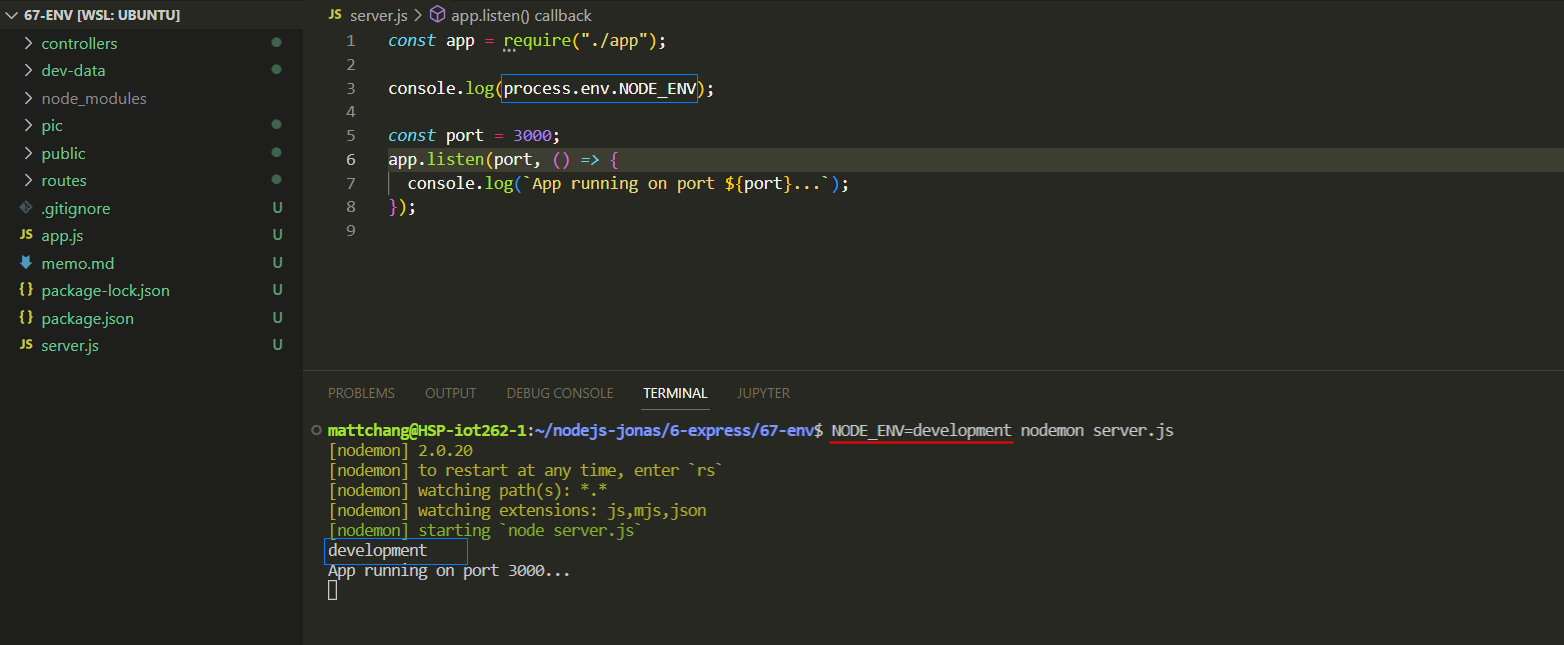 67-ENV [WSL: UBUNTU]
controllers
dev-data
node_modules
pic
public
routes
.gitignore U
JS app.js U
memo.md U
{} package-lock.json U
{} package.json U
JS server.js U
JS server.js > app.listen() callback
1 const app = require("./app");
2
3 console.log(process.env.NODE_ENV);
4
5 const port = 3000;
6 app.listen(port, () => {
7 console.log(`App running on port ${port}...`);
8 });
9
PROBLEMS OUTPUT DEBUG CONSOLE TERMINAL JUPYTER
mattchang@HSP-iot262-1:~/nodejs-jonas/6-express/67-env$ NODE_ENV=development nodemon server.js
[nodemon] 2.0.20
[nodemon] to restart at any time, enter `rs`
[nodemon] watching path(s): *.*
[nodemon] watching extensions: js,mjs,json
[nodemon] starting `node server.js`
development
App running on port 3000...